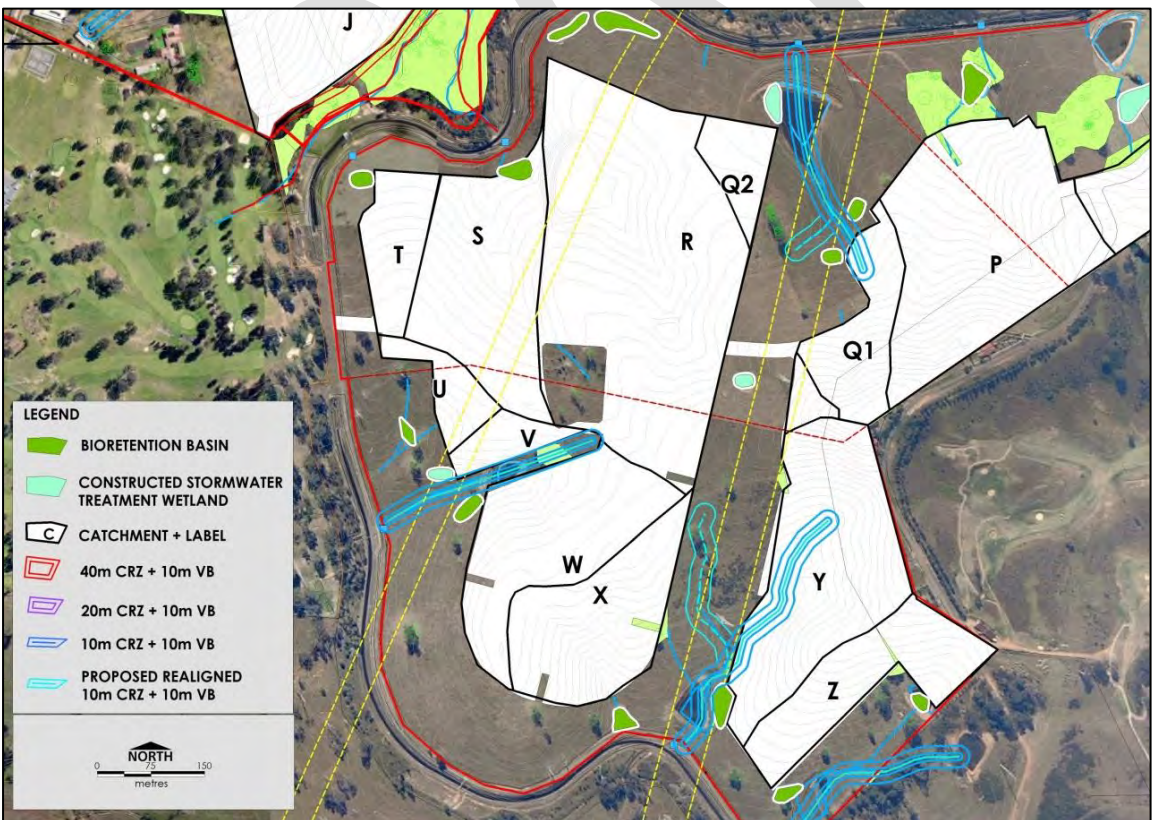 J
Q2
S
R
T
P
Q1
U
V
W
X
Y
Z
LEGEND
BIORETENTION BASIN
CONSTRUCTED STORMWATER
TREATMENT WETLAND
C CATCHMENT + LABEL
40m CRZ + 10m VB
20m CRZ + 10m VB
10m CRZ + 10m VB
PROPOSED REALIGNED
10m CRZ + 10m VB
NORTH
0 75 150
metres